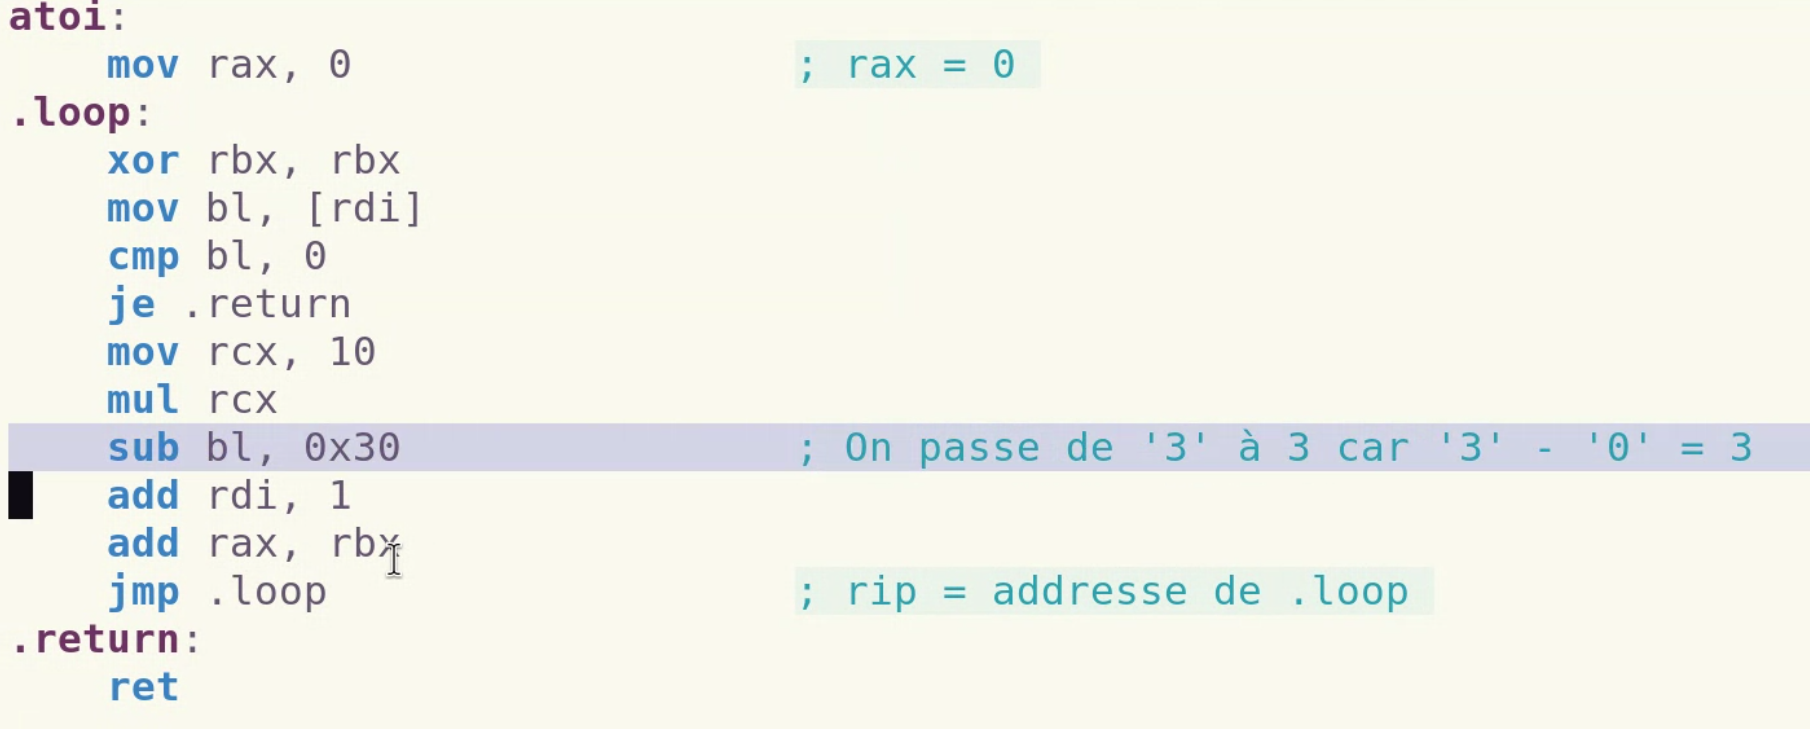 atoi:
    mov rax, 0                  ; rax = 0
.loop:
    xor rbx, rbx
    mov bl, [rdi]
    cmp bl, 0
    je .return
    mov rcx, 10
    mul rcx
    sub bl, 0x30                ; On passe de '3' à 3 car '3' - '0' = 3
    add rdi, 1
    add rax, rbx
    jmp .loop                   ; rip = addresse de .loop
.return:
    ret